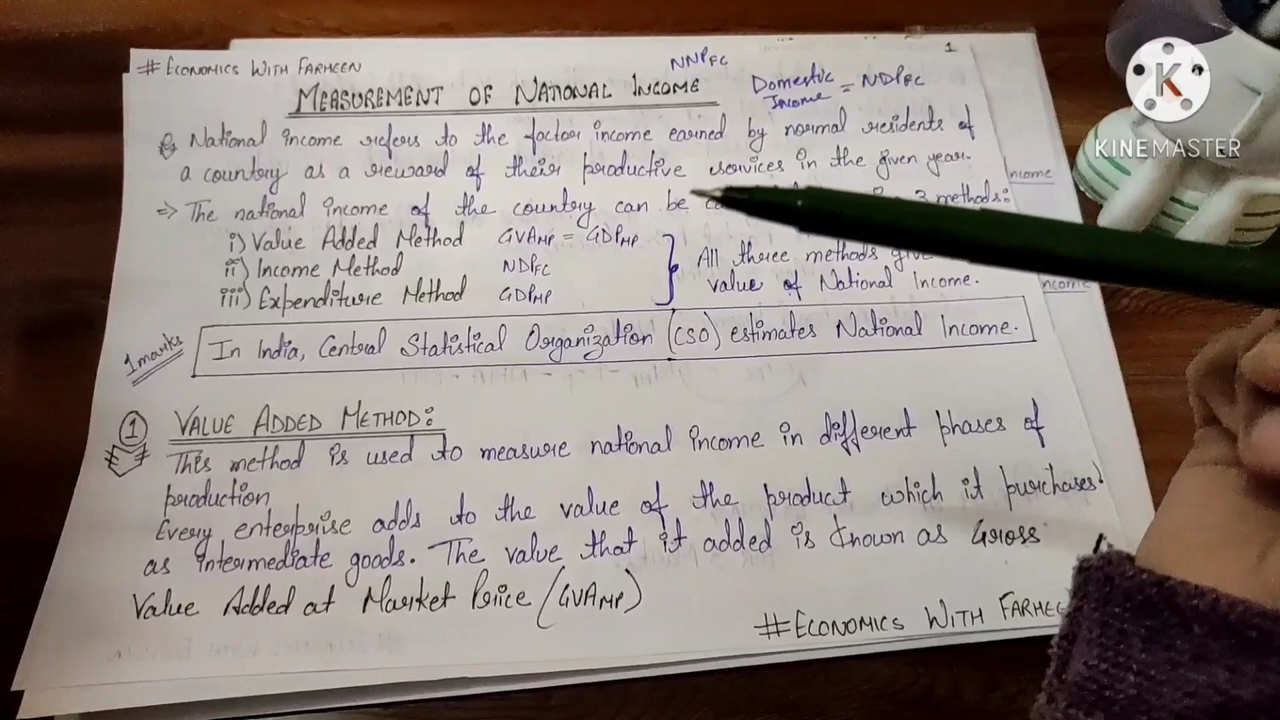 # ECONOMICS WITH FARHEEN
1
NNPFC
MEASUREMENT OF NATIONAL INCOME
Domestic Income = NDPFC
National income refers to the factor income earned by normal residents of
a country as a reward of their productive services in the given year.
⇒ The national income of the country can be 3 methods:
i) Value Added Method GVAMP = GDPMP
ii) Income Method NDPFC
iii) Expenditure Method GDPMP
All three methods
value of National Income.
1 marks
In India, Central Statistical Organization (CSO) estimates National Income.
1 VALUE ADDED METHOD:
This method is used to measure national income in different phases of
production
Every enterprise adds to the value of the product which it purchases
as intermediate goods. The value that it added is known as Gross
Value Added at Market Price (GVAMP)
# ECONOMICS WITH
K
KINEMASTER